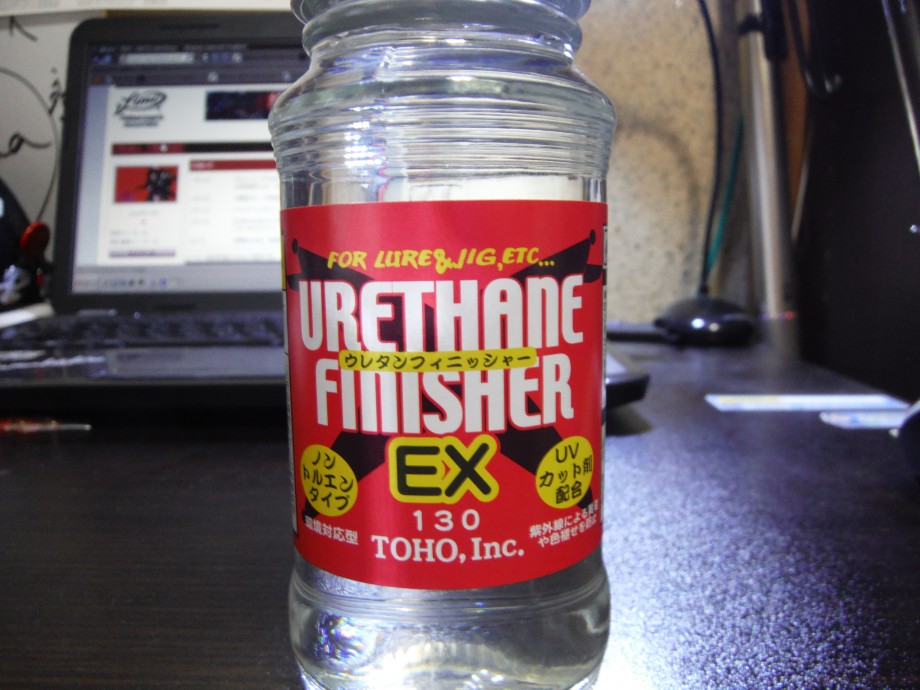 FOR LURE&JIG,ETC...
URETHANE
ウレタンフィニッシャー
FINISHER
EX
ノン
トルエン
タイプ
環境対応型
UV
カット剤
配合
紫外線による黄変
や色褪せを防止
130
TOHO, Inc.